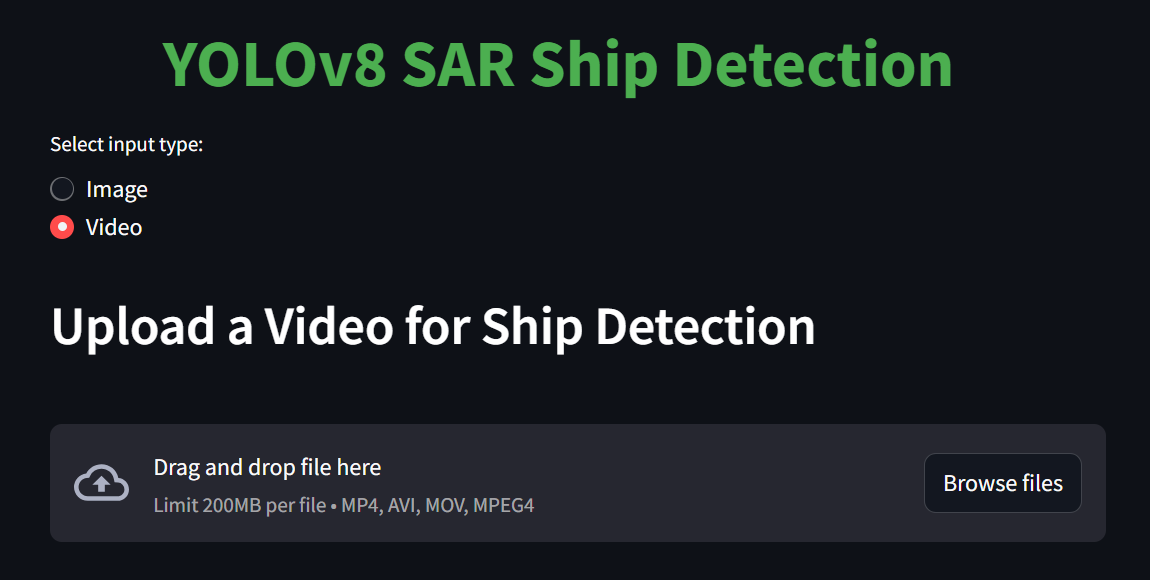 YOLOv8 SAR Ship Detection
Select input type:
Image
Video
Upload a Video for Ship Detection
Drag and drop file here
Limit 200MB per file • MP4, AVI, MOV, MPEG4
Browse files